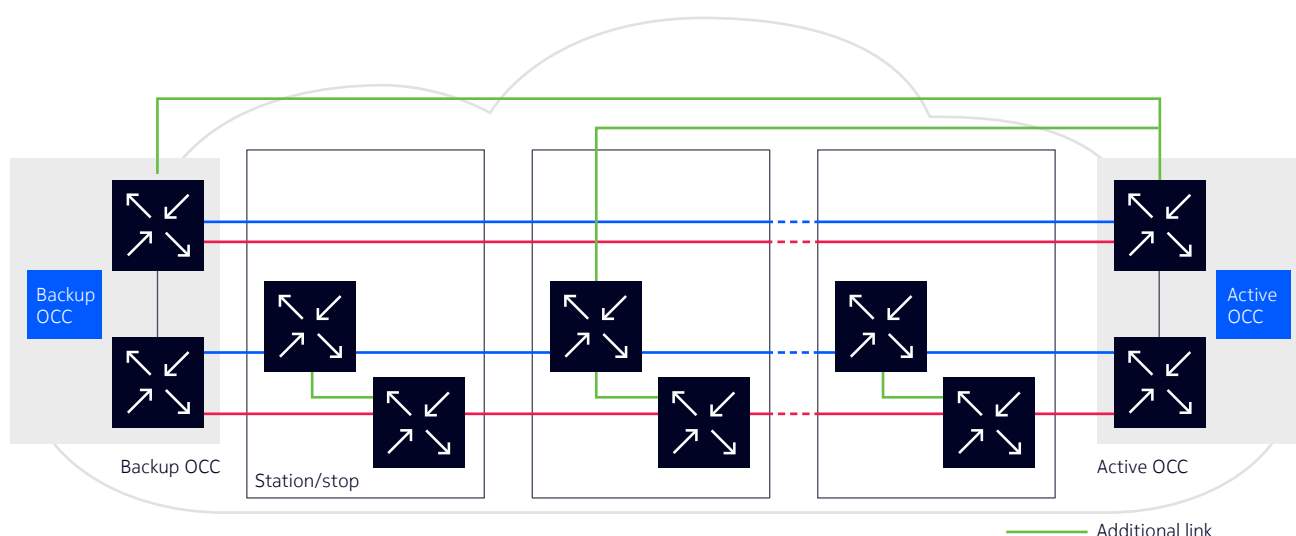 Backup
OCC
Active
OCC
Backup OCC
Station/stop
Active OCC
Additional link